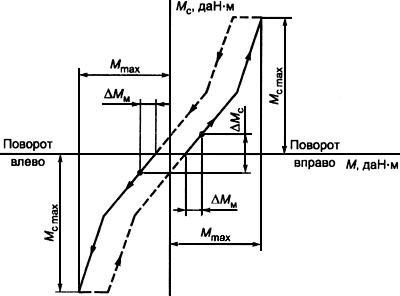 Mс, даН·м
Mmax
ΔMм
ΔMс
Mс max
Поворот
влево
Поворот
вправо M, даН·м
Mс max
ΔMм
Mmax